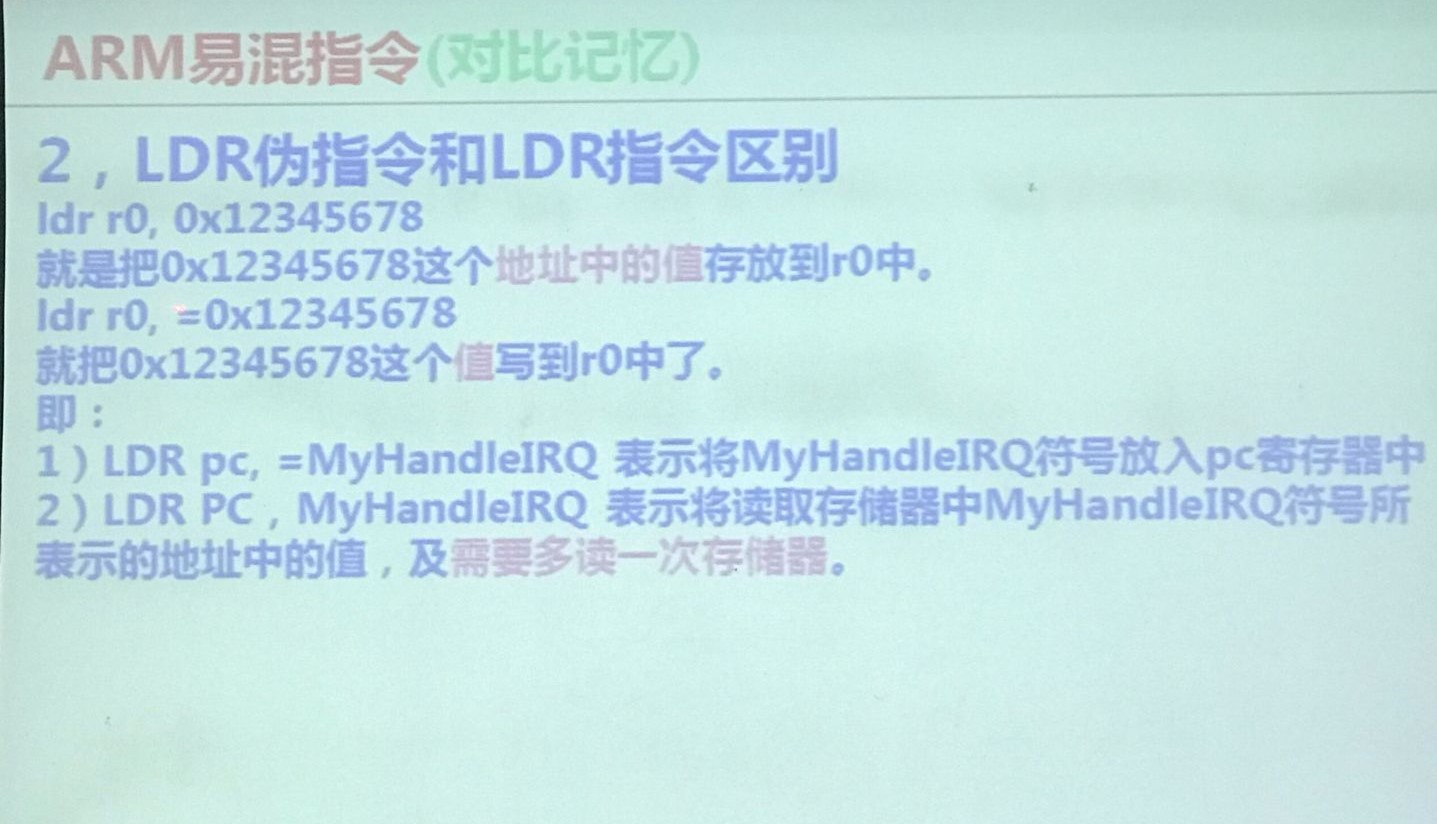 ARM易混指令(对比记忆)
2，LDR伪指令和LDR指令区别
ldr r0, 0x12345678
就是把0x12345678这个地址中的值存放到r0中。
ldr r0, =0x12345678
就把0x12345678这个值写到r0中了。
即：
1）LDR pc, =MyHandleIRQ 表示将MyHandleIRQ符号放入pc寄存器中
2）LDR PC，MyHandleIRQ 表示将读取存储器中MyHandleIRQ符号所
表示的地址中的值，及需要多读一次存储器。